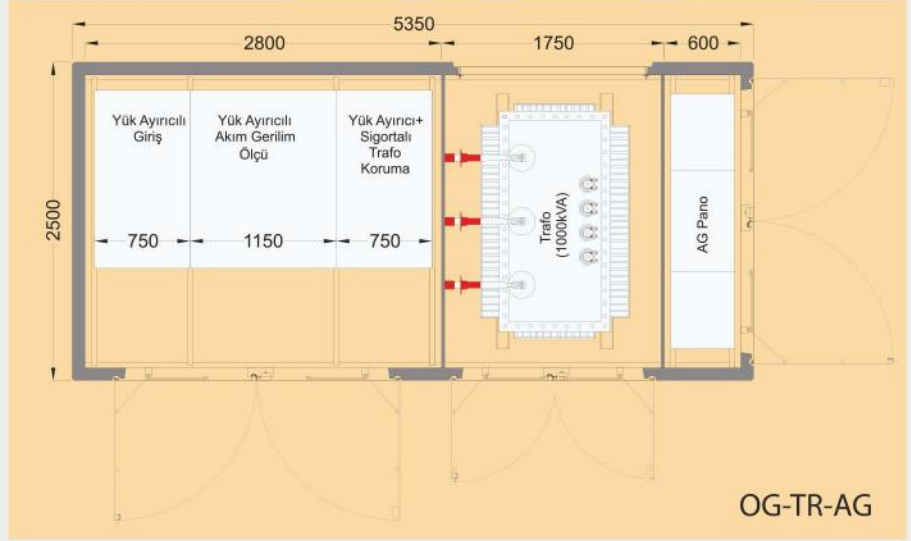 5350
2800
1750
600
2500
Yük Ayırıcılı
Giriş
Yük Ayırıcılı
Akım Gerilim
Ölçü
Yük Ayırıcı+
Sigortalı
Trafo
Koruma
750
1150
750
Trafo
(1000kVA)
AG Pano
OG-TR-AG